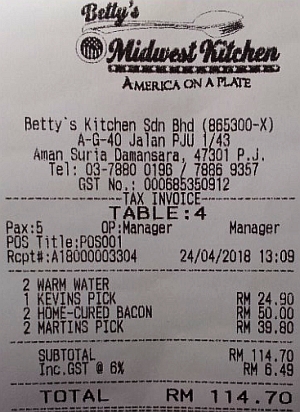 Betty's
Midwest Kitchen
AMERICA ON A PLATE
Betty`s Kitchen Sdn Bhd (865300-X)
A-G-40 Jalan PJU 1/43
Aman Suria Damansara, 47301 P.J.
Tel: 03-7880 0196 / 7886 9357
GST No.: 000685350912
TAX INVOICE
TABLE:4
Pax:5 OP:Manager Manager
POS Title:POS001
Rcpt#:A18000003304 24/04/2018 13:09
2 WARM WATER
1 KEVINS PICK RM 24.90
2 HOME-CURED BACON RM 50.00
2 MARTINS PICK RM 39.80
SUBTOTAL RM 114.70
Inc.GST @ 6% RM 6.49
TOTAL RM 114.70